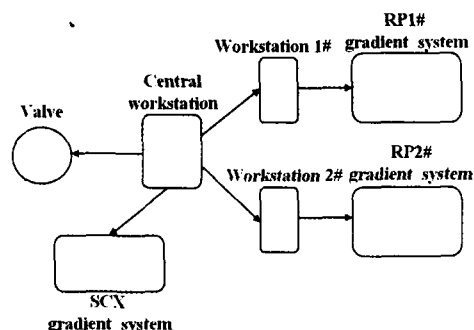 RP1#
Workstation 1# gradient system
Central
workstation
Valve
RP2#
Workstation 2# gradient system
SCX
gradient system